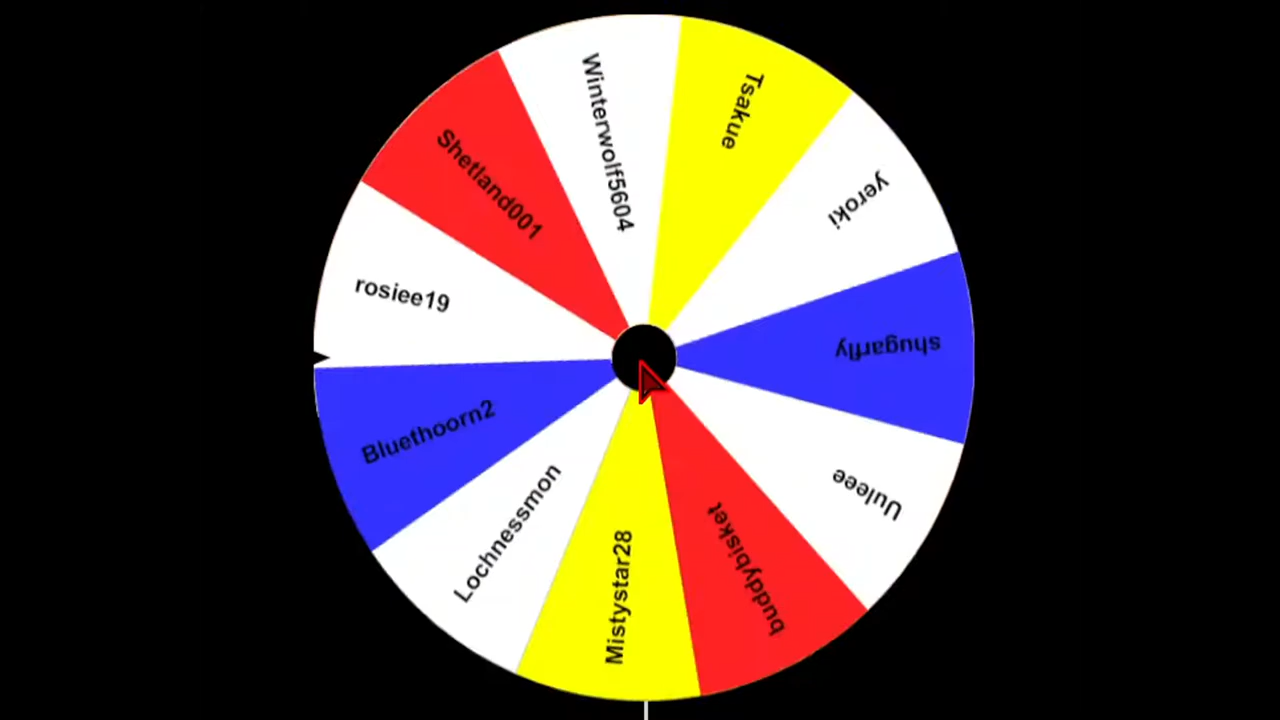 Winterwolf5604
Tsakue
yeroki
shugarfly
Uuleee
buddybisket
Mistystar28
Lochnessmon
Bluethoorn2
rosiee19
Shetland001